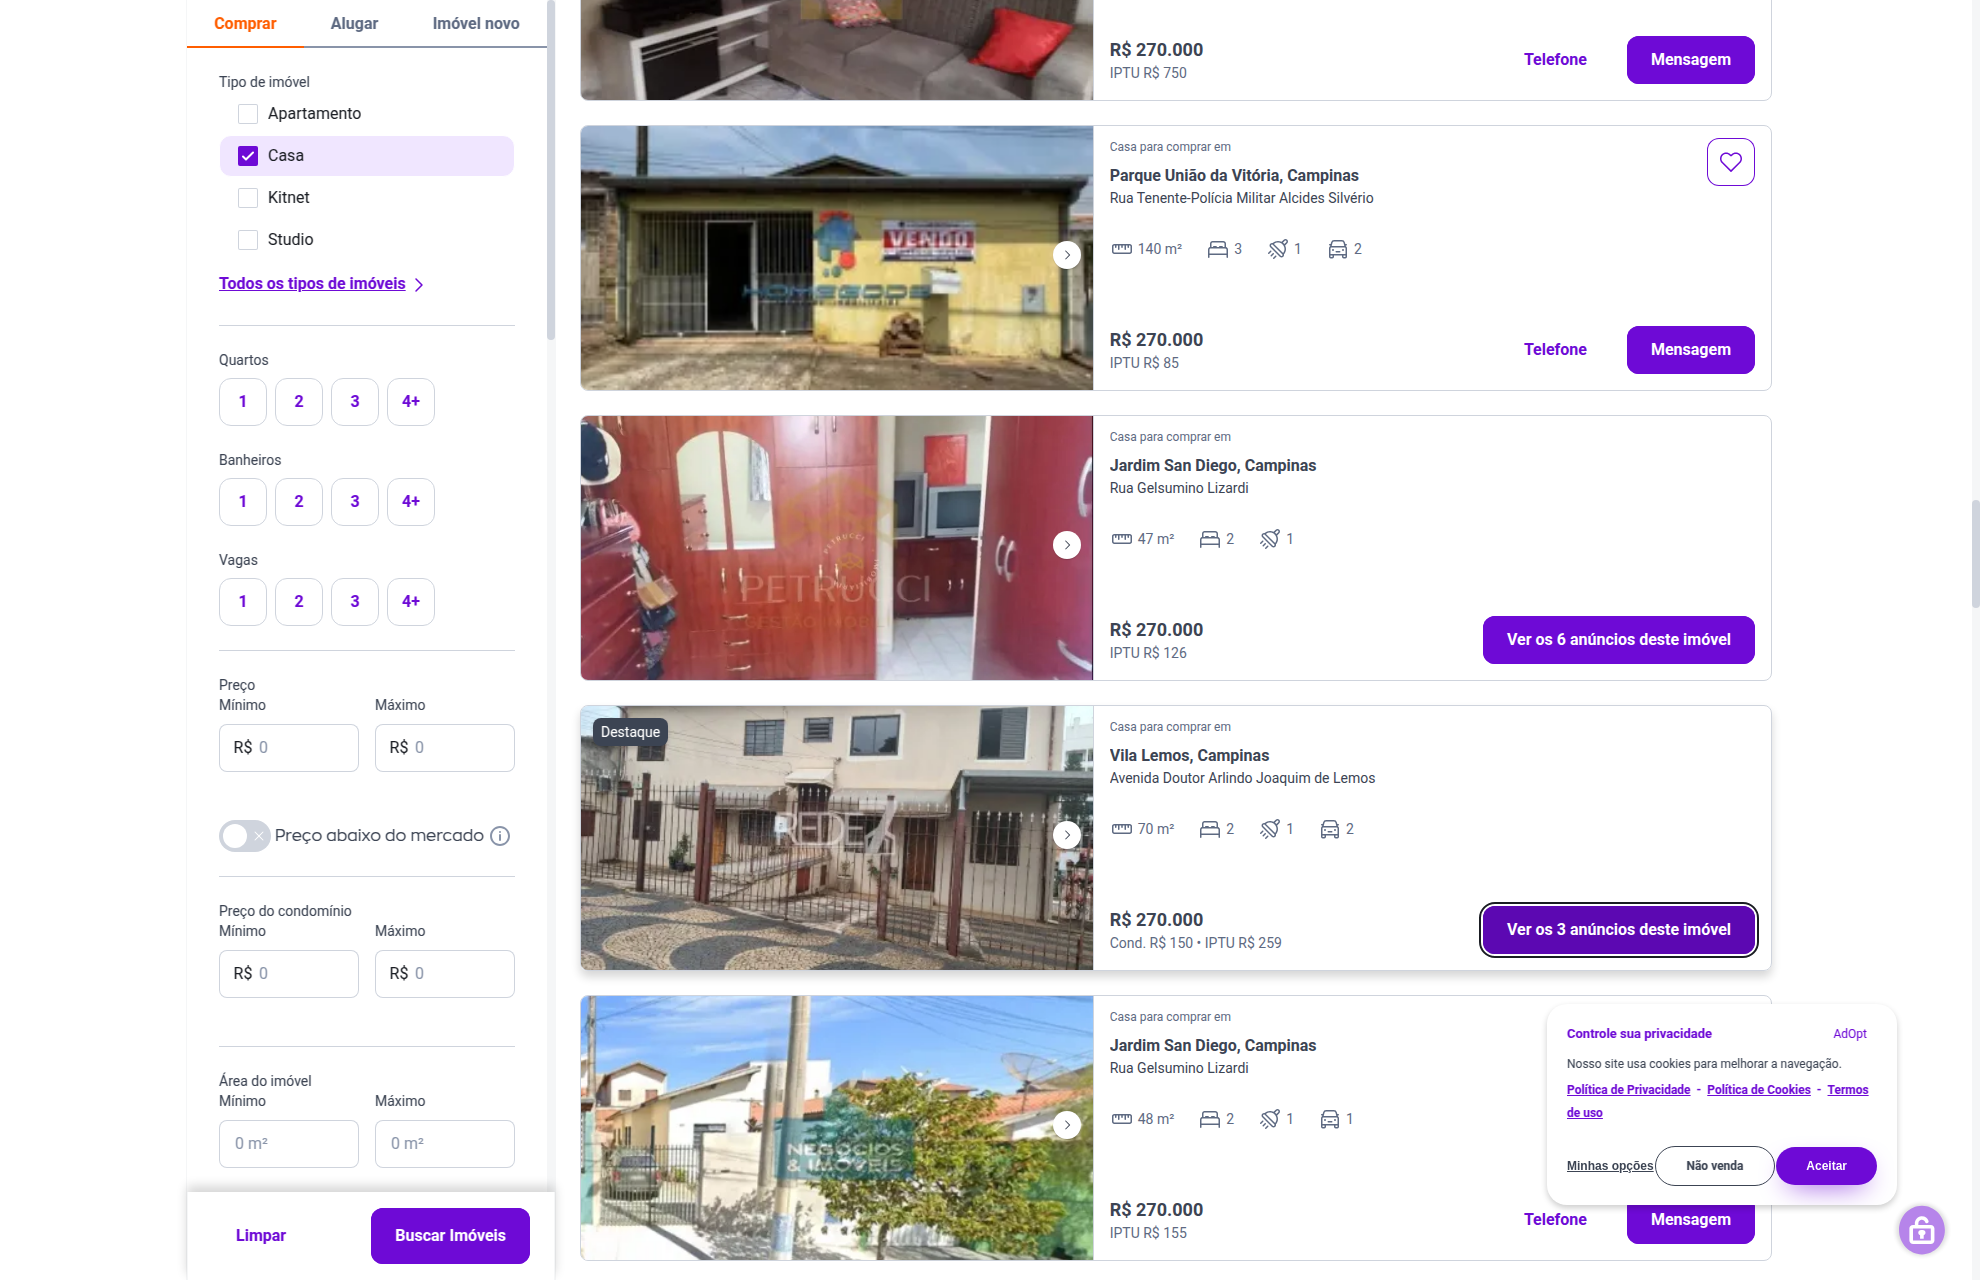 Comprar
Alugar
Imóvel novo
Tipo de imóvel
Apartamento
Casa
Kitnet
Studio
Todos os tipos de imóveis
Quartos
1 2 3 4+
Banheiros
1 2 3 4+
Vagas
1 2 3 4+
Preço
Mínimo Máximo
R$ 0 R$ 0
Preço abaixo do mercado
Preço do condomínio
Mínimo Máximo
R$ 0 R$ 0
Área do imóvel
Mínimo Máximo
0 m² 0 m²
Limpar
Buscar Imóveis
R$ 270.000
IPTU R$ 750
Telefone
Mensagem
VENDO
HOMEGODS
Casa para comprar em
Parque União da Vitória, Campinas
Rua Tenente-Polícia Militar Alcides Silvério
140 m² 3 1 2
R$ 270.000
IPTU R$ 85
Telefone
Mensagem
PETRUCCI
PETRUCCI
Casa para comprar em
Jardim San Diego, Campinas
Rua Gelsumino Lizardi
47 m² 2 1
R$ 270.000
IPTU R$ 126
Ver os 6 anúncios deste imóvel
Destaque
REDE
Casa para comprar em
Vila Lemos, Campinas
Avenida Doutor Arlindo Joaquim de Lemos
70 m² 2 1 2
R$ 270.000
Cond. R$ 150 • IPTU R$ 259
Ver os 3 anúncios deste imóvel
NEGÓCIOS
& IMÓVEIS
Casa para comprar em
Jardim San Diego, Campinas
Rua Gelsumino Lizardi
48 m² 2 1 1
R$ 270.000
IPTU R$ 155
Telefone
Mensagem
Controle sua privacidade
AdOpt
Nosso site usa cookies para melhorar a navegação.
Política de Privacidade - Política de Cookies - Termos
de uso
Minhas opções
Não venda
Aceitar